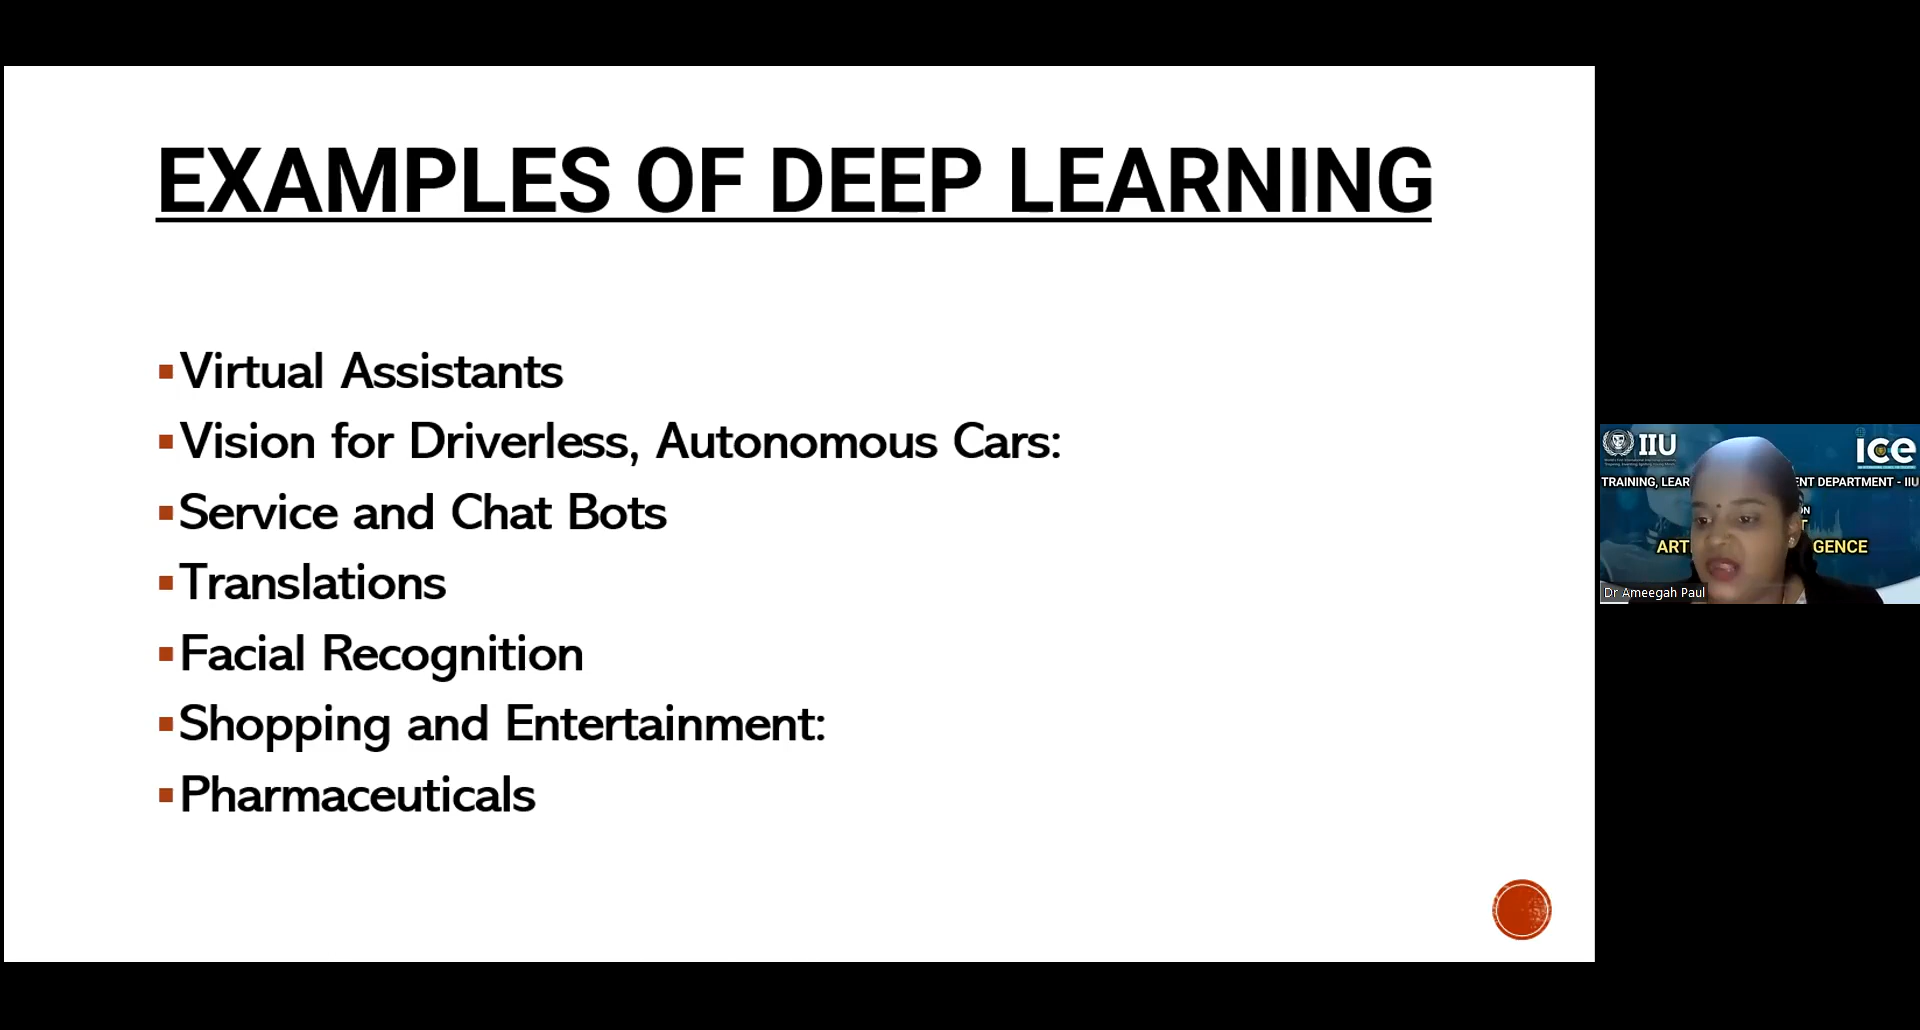 EXAMPLES OF DEEP LEARNING
Virtual Assistants
Vision for Driverless, Autonomous Cars:
Service and Chat Bots
Translations
Facial Recognition
Shopping and Entertainment:
Pharmaceuticals
IIU
ice
TRAINING, LEAR
ENT DEPARTMENT - IIU
ON
T
ART
GENCE
Dr Ameegah Paul